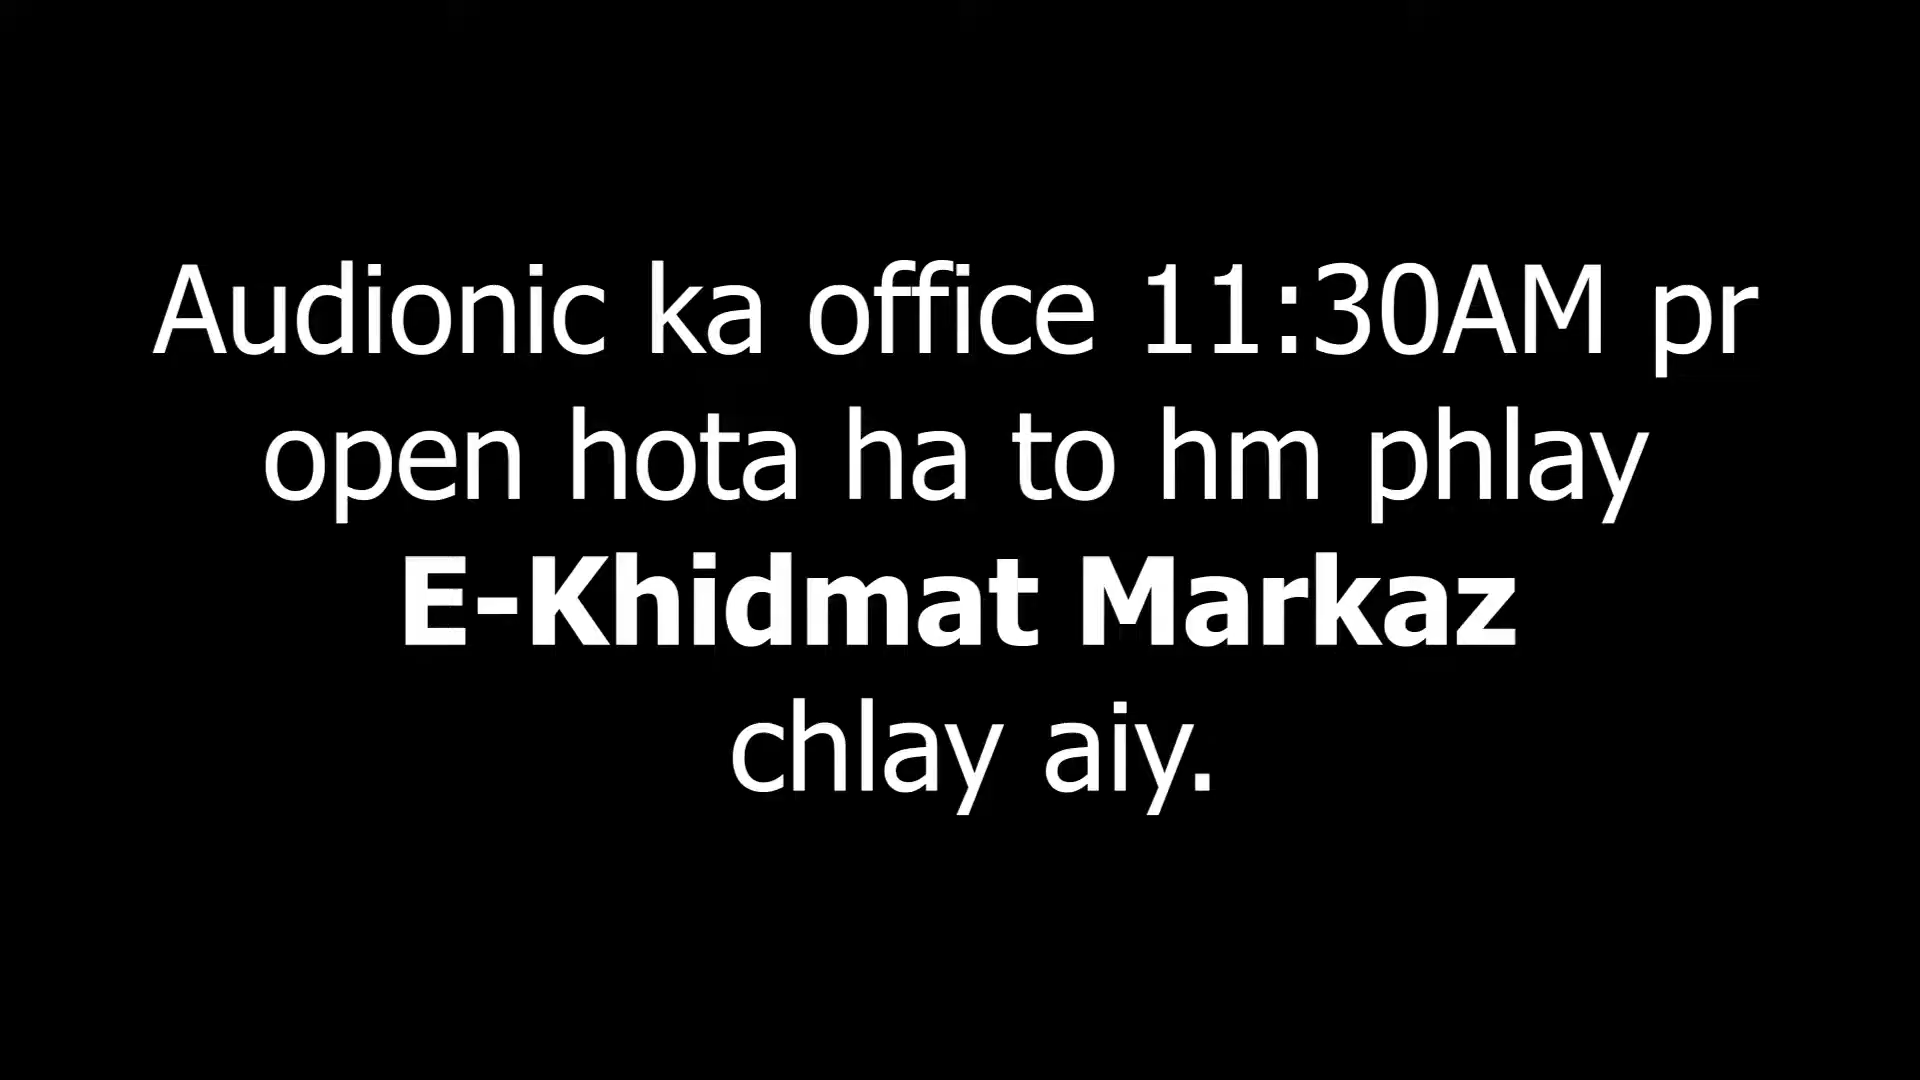 Audionic ka office 11:30AM pr
open hota ha to hm phlay
E-Khidmat Markaz
chlay aiy.